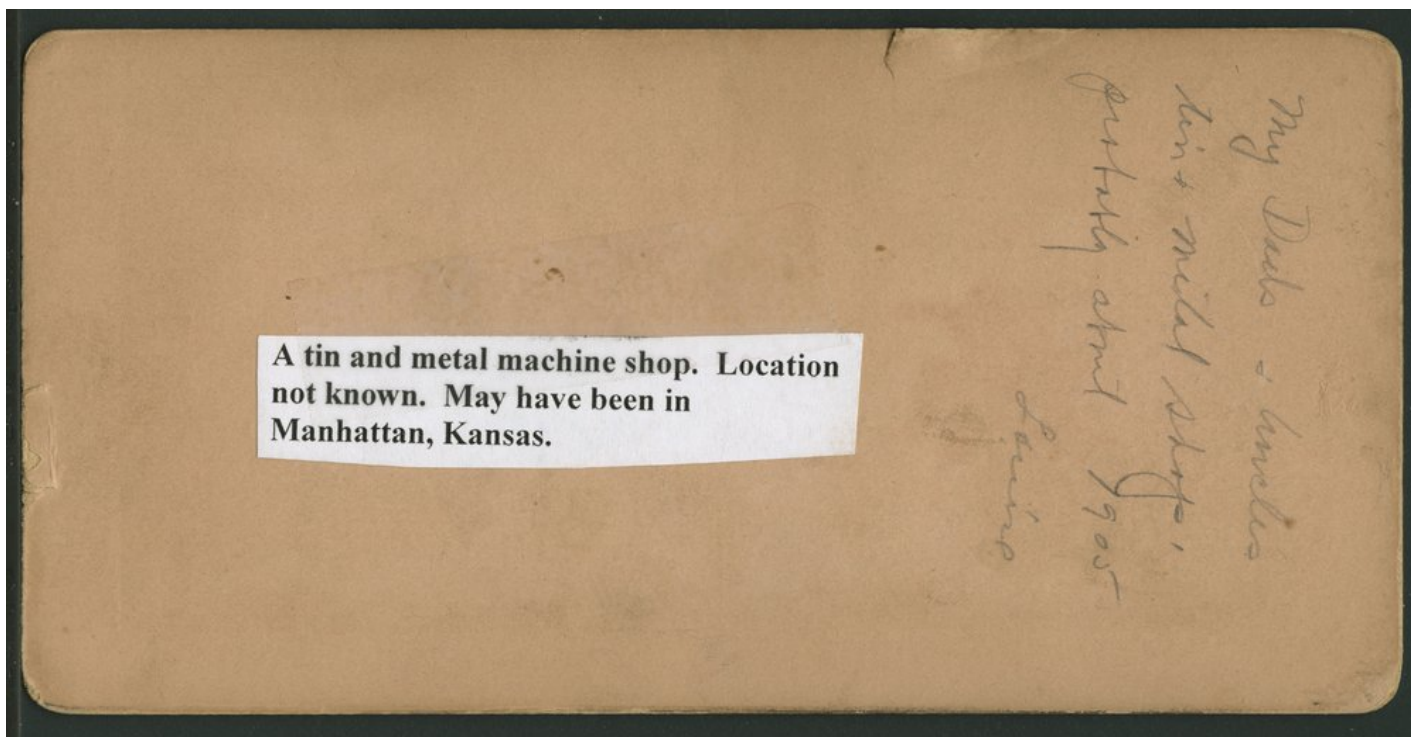 A tin and metal machine shop. Location
not known. May have been in
Manhattan, Kansas.
My Dads & Uncles
tin & metal shop,
probably about 1905
Louise